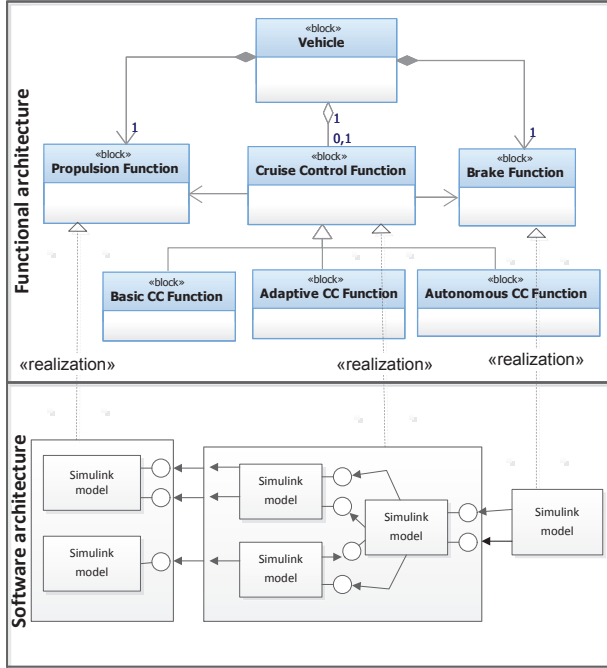 Functional architecture
«block»
Vehicle
1
1
0,1
1
«block»
Propulsion Function
«block»
Cruise Control Function
«block»
Brake Function
«block»
Basic CC Function
«block»
Adaptive CC Function
«block»
Autonomous CC Function
«realization»
«realization»
«realization»
Software architecture
Simulink
model
Simulink
model
Simulink
model
Simulink
model
Simulink
model
Simulink
model